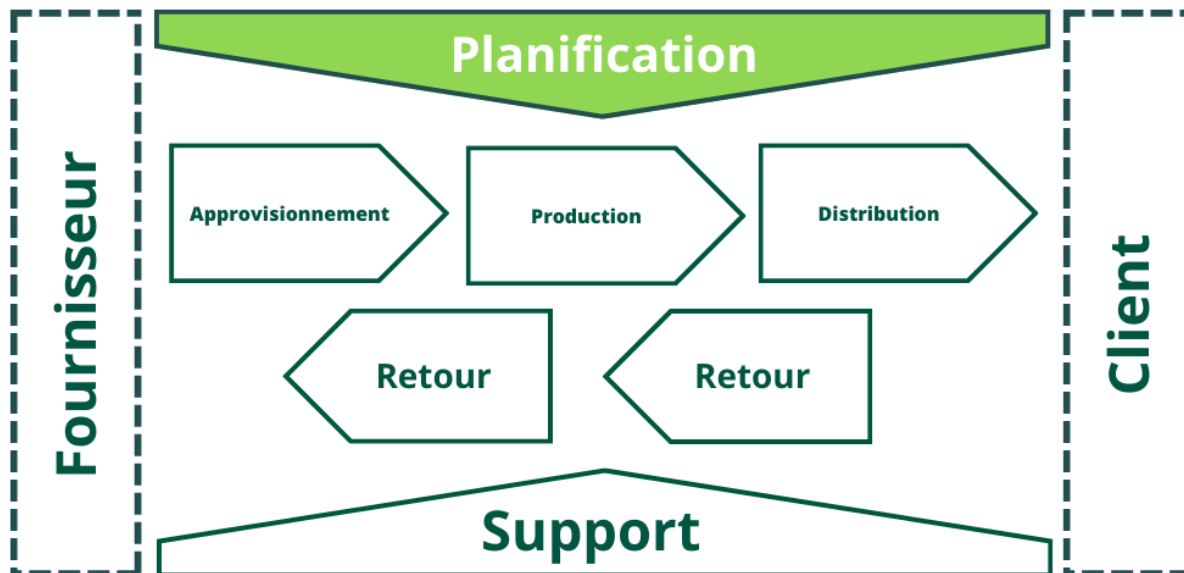 Planification
Fournisseur
Approvisionnement
Production
Distribution
Client
Retour
Retour
Support